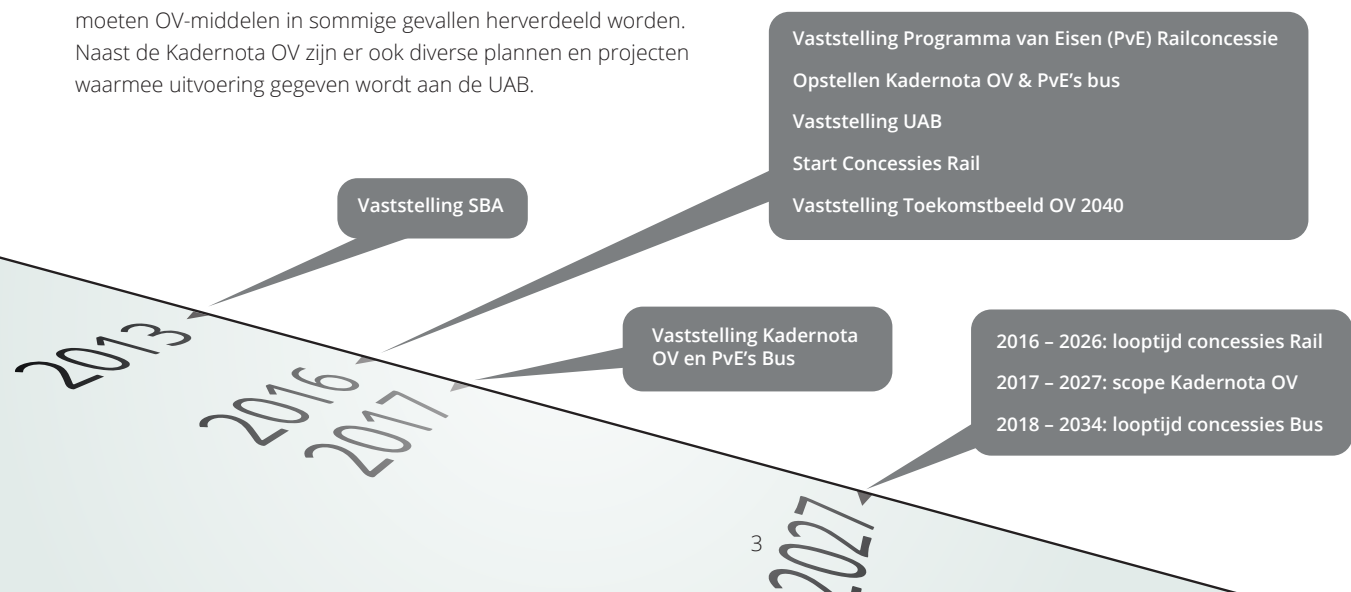 moeten OV-middelen in sommige gevallen herverdeeld worden.
Naast de Kadernota OV zijn er ook diverse plannen en projecten
waarmee uitvoering gegeven wordt aan de UAB.
Vaststelling Programma van Eisen (PvE) Railconcessie
Opstellen Kadernota OV & PvE's bus
Vaststelling UAB
Start Concessies Rail
Vaststelling Toekomstbeeld OV 2040
Vaststelling SBA
Vaststelling Kadernota
OV en PvE's Bus
2016 – 2026: looptijd concessies Rail
2017 – 2027: scope Kadernota OV
2018 – 2034: looptijd concessies Bus
2013
2016
2017
2027
3